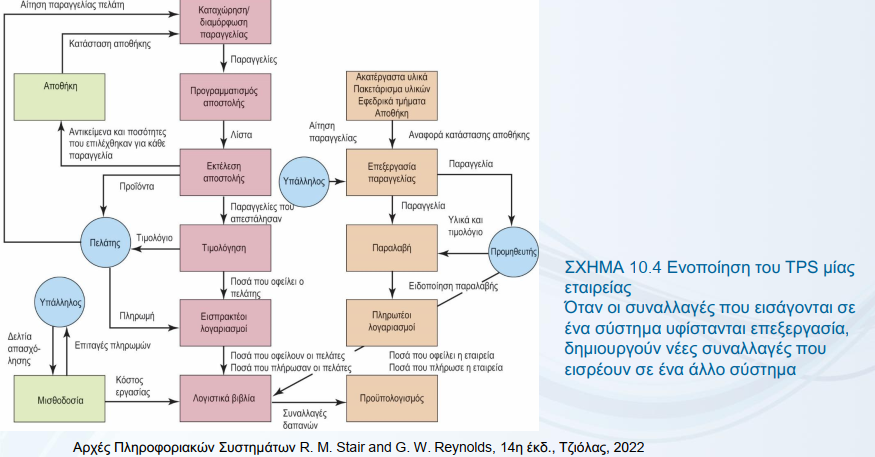 Αίτηση παραγγελίας πελάτη
Καταχώρηση/
διαμόρφωση
παραγγελίας
Κατάσταση αποθήκης
Παραγγελίες
Αποθήκη
Προγραμματισμός
αποστολής
Ακατέργαστα υλικά
Πακετάρισμα υλικών
Εφεδρικά τμήματα
Αποθήκη
Αντικείμενα και ποσότητες
που επιλέχθηκαν για κάθε
παραγγελία
Λίστα
Αίτηση
παραγγελίας
Αναφορά κατάστασης αποθήκης
Εκτέλεση
αποστολής
Υπάλληλος
Επεξεργασία
παραγγελίας
Παραγγελία
Προϊόντα
Παραγγελίες που
απεστάλησαν
Παραγγελία
Υλικά και
τιμολόγιο
Πελάτης
Τιμολόγιο
Τιμολόγηση
Παραλαβή
Προμηθευτής
Ποσά που οφείλει ο
πελάτης
Ειδοποίηση παραλαβής
Υπάλληλος
Πληρωμή
Εισπρακτέοι
λογαριασμοί
Πληρωτέοι
λογαριασμοί
Δελτία
απασχό-
λησης
Επιταγές πληρωμών
Ποσά που οφείλουν οι πελάτες
Ποσά που πλήρωσαν οι πελάτες
Ποσά που οφείλει η εταιρεία
Ποσά που πλήρωσε η εταιρεία
Μισθοδοσία
Κόστος
εργασίας
Λογιστικά βιβλία
Συναλλαγές
δαπανών
Προϋπολογισμός
ΣΧΗΜΑ 10.4 Ενοποίηση του TPS μίας
εταιρείας
Όταν οι συναλλαγές που εισάγονται σε
ένα σύστημα υφίστανται επεξεργασία,
δημιουργούν νέες συναλλαγές που
εισρέουν σε ένα άλλο σύστημα
Αρχές Πληροφοριακών Συστημάτων R. M. Stair and G. W. Reynolds, 14η έκδ., Τζιόλας, 2022